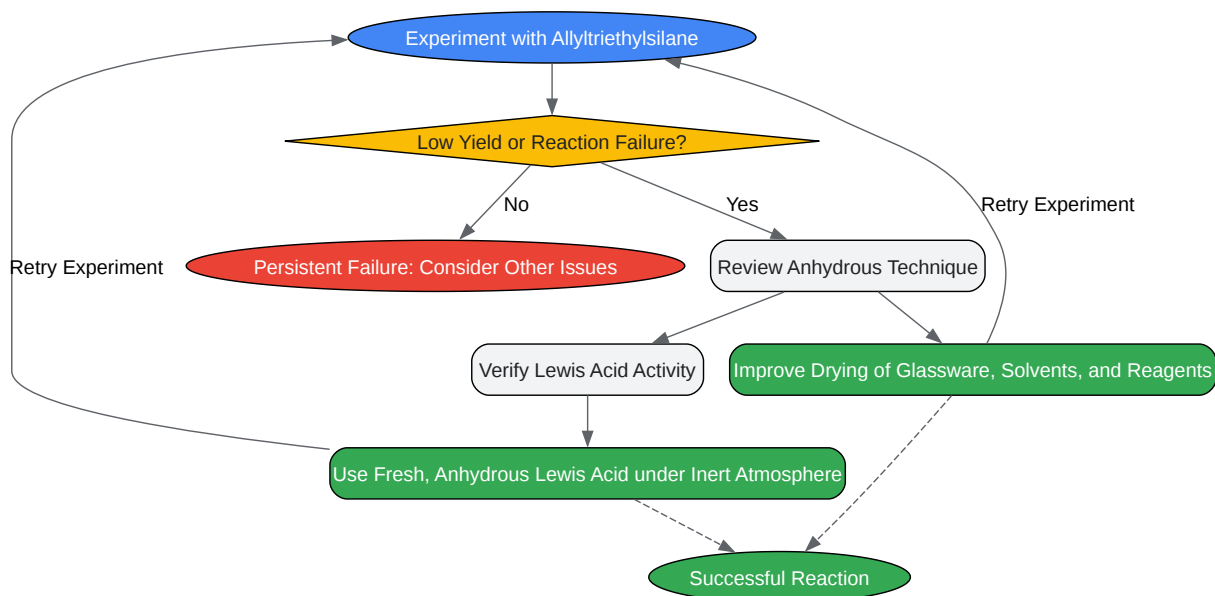 Experiment with Allyltriethylsilane
Low Yield or Reaction Failure?
No
Yes
Retry Experiment
Retry Experiment
Persistent Failure: Consider Other Issues
Review Anhydrous Technique
Verify Lewis Acid Activity
Improve Drying of Glassware, Solvents, and Reagents
Use Fresh, Anhydrous Lewis Acid under Inert Atmosphere
Successful Reaction